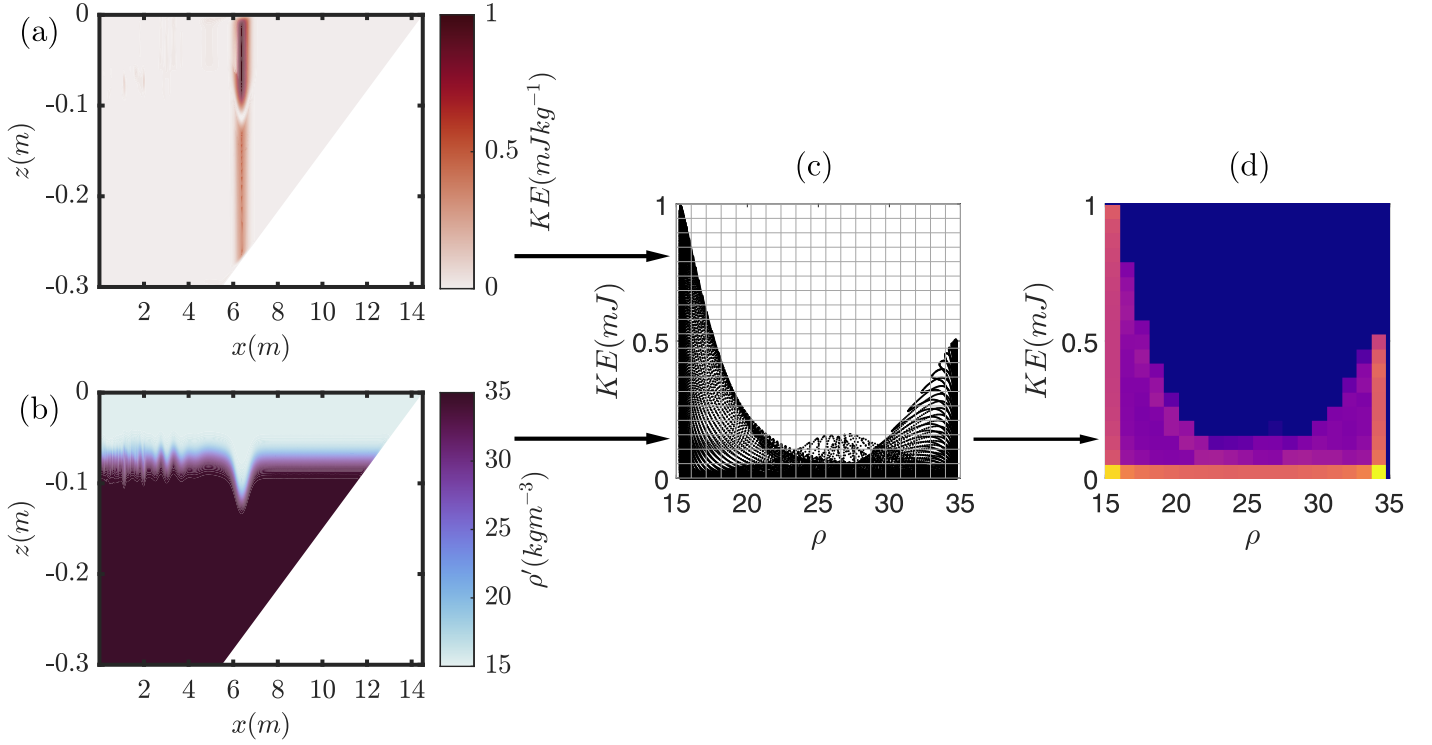 (a)
0
-0.1
-0.2
-0.3
z(m)
2 4 6 8 10 12 14
x(m)
1
0.5
0
KE(mJkg⁻¹)
(b)
0
-0.1
-0.2
-0.3
z(m)
2 4 6 8 10 12 14
x(m)
35
30
25
20
15
ρ′(kgm⁻³)
(c)
1
0.5
0
KE(mJ)
15 20 25 30 35
ρ
(d)
1
0.5
0
KE(mJ)
15 20 25 30 35
ρ